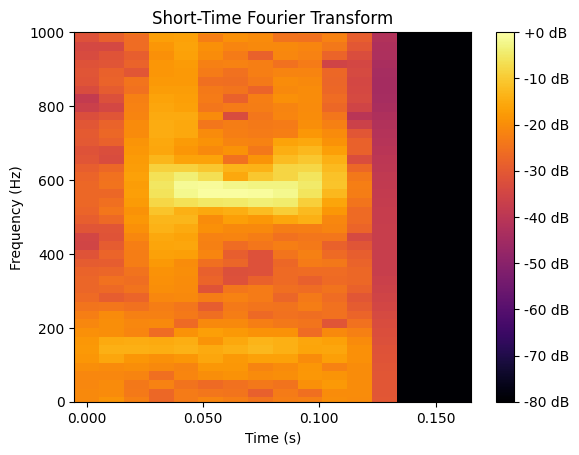 Short-Time Fourier Transform
1000
800
600
400
200
0
Frequency (Hz)
0.000
0.050
0.100
0.150
Time (s)
+0 dB
-10 dB
-20 dB
-30 dB
-40 dB
-50 dB
-60 dB
-70 dB
-80 dB